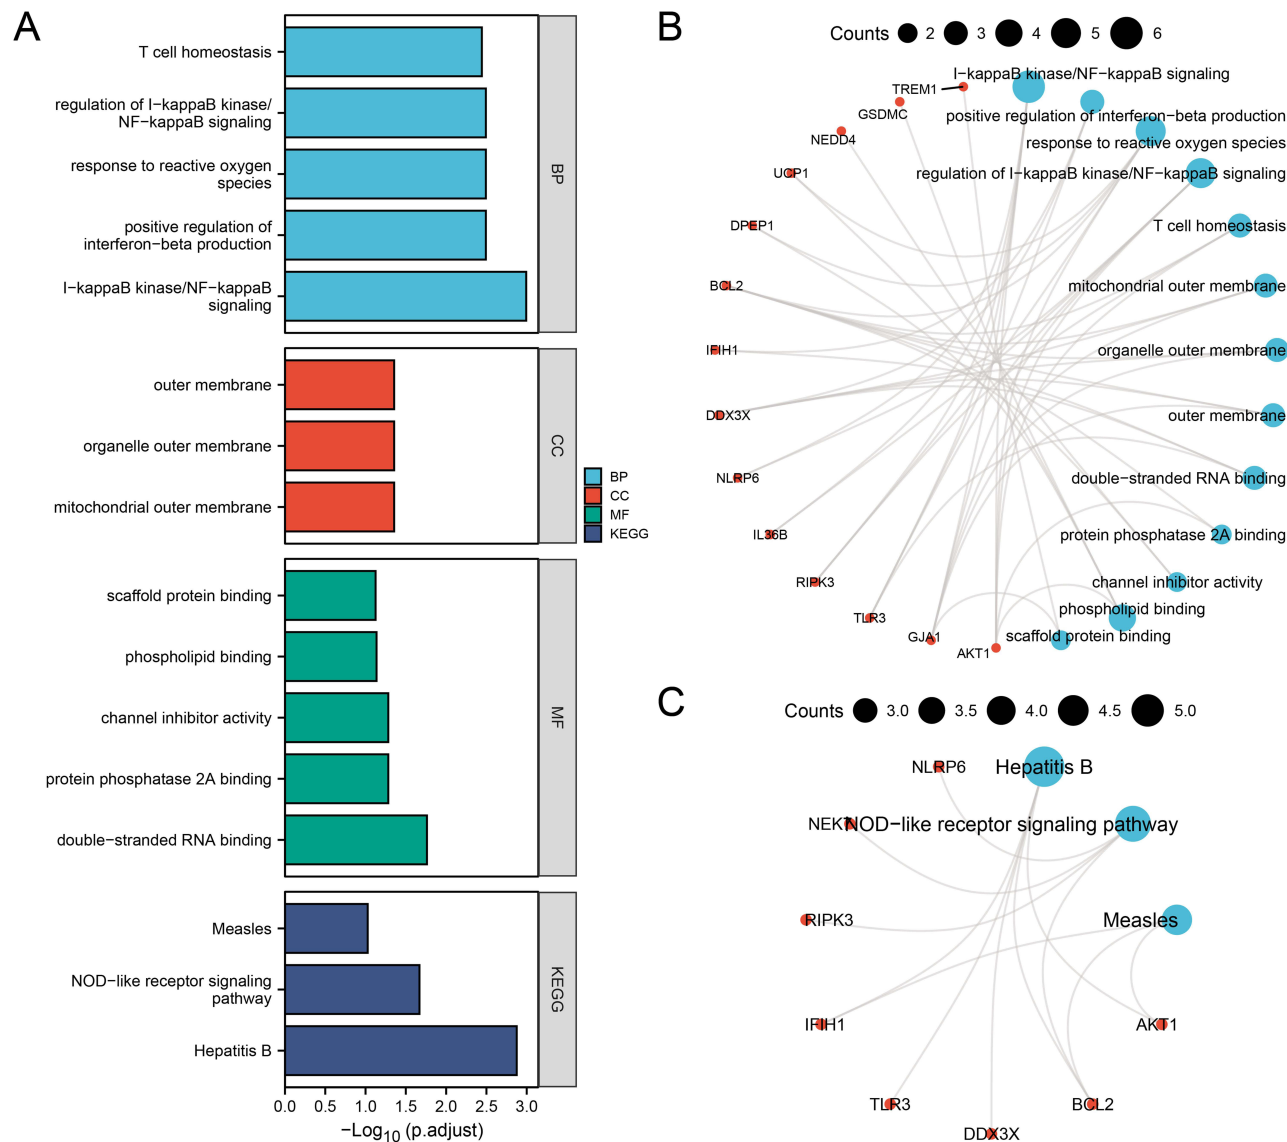 A
T cell homeostasis
regulation of I−kappaB kinase/
NF−kappaB signaling
response to reactive oxygen
species
positive regulation of
interferon−beta production
I−kappaB kinase/NF−kappaB
signaling
BP
outer membrane
organelle outer membrane
mitochondrial outer membrane
CC
scaffold protein binding
phospholipid binding
channel inhibitor activity
protein phosphatase 2A binding
double−stranded RNA binding
MF
Measles
NOD−like receptor signaling
pathway
Hepatitis B
KEGG
0.0 0.5 1.0 1.5 2.0 2.5 3.0
−Log10 (p.adjust)
BP
CC
MF
KEGG
B
Counts 2 3 4 5 6
I−kappaB kinase/NF−kappaB signaling
positive regulation of interferon−beta production
response to reactive oxygen species
regulation of I−kappaB kinase/NF−kappaB signaling
T cell homeostasis
mitochondrial outer membrane
organelle outer membrane
outer membrane
double−stranded RNA binding
protein phosphatase 2A binding
channel inhibitor activity
phospholipid binding
scaffold protein binding
TREM1
GSDMC
NEDD4
UCP1
DPEP1
BCL2
IFIH1
DDX3X
NLRP6
IL36B
RIPK3
TLR3
GJA1
AKT1
C
Counts 3.0 3.5 4.0 4.5 5.0
NLRP6
Hepatitis B
NEK7
NOD−like receptor signaling pathway
RIPK3
Measles
IFIH1
AKT1
TLR3
BCL2
DDX3X